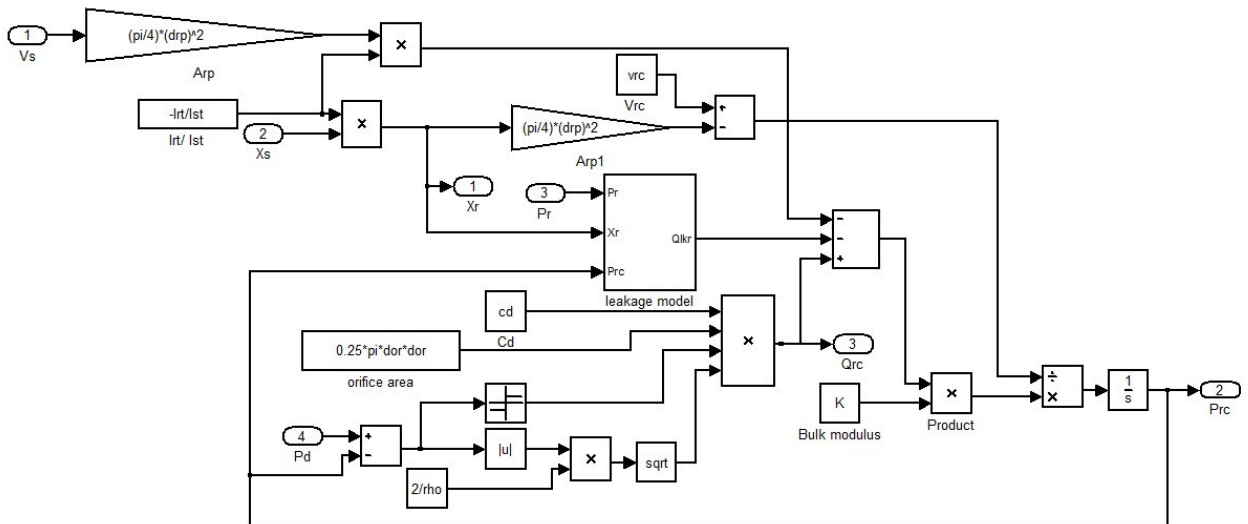 1
Vs
(pi/4)*(drp)^2
Arp
×
-lrt/lst
lrt/ lst
2
Xs
×
(pi/4)*(drp)^2
Arp1
vrc
Vrc
+
-
1
Xr
3
Pr
Pr
Xr
Prc
Qlkr
leakage model
-
-
+
cd
Cd
0.25*pi*dor*dor
orifice area
×
3
Qrc
4
Pd
+
-
|u|
2/rho
×
sqrt
K
Bulk modulus
×
Product
÷
×
1
s
2
Prc